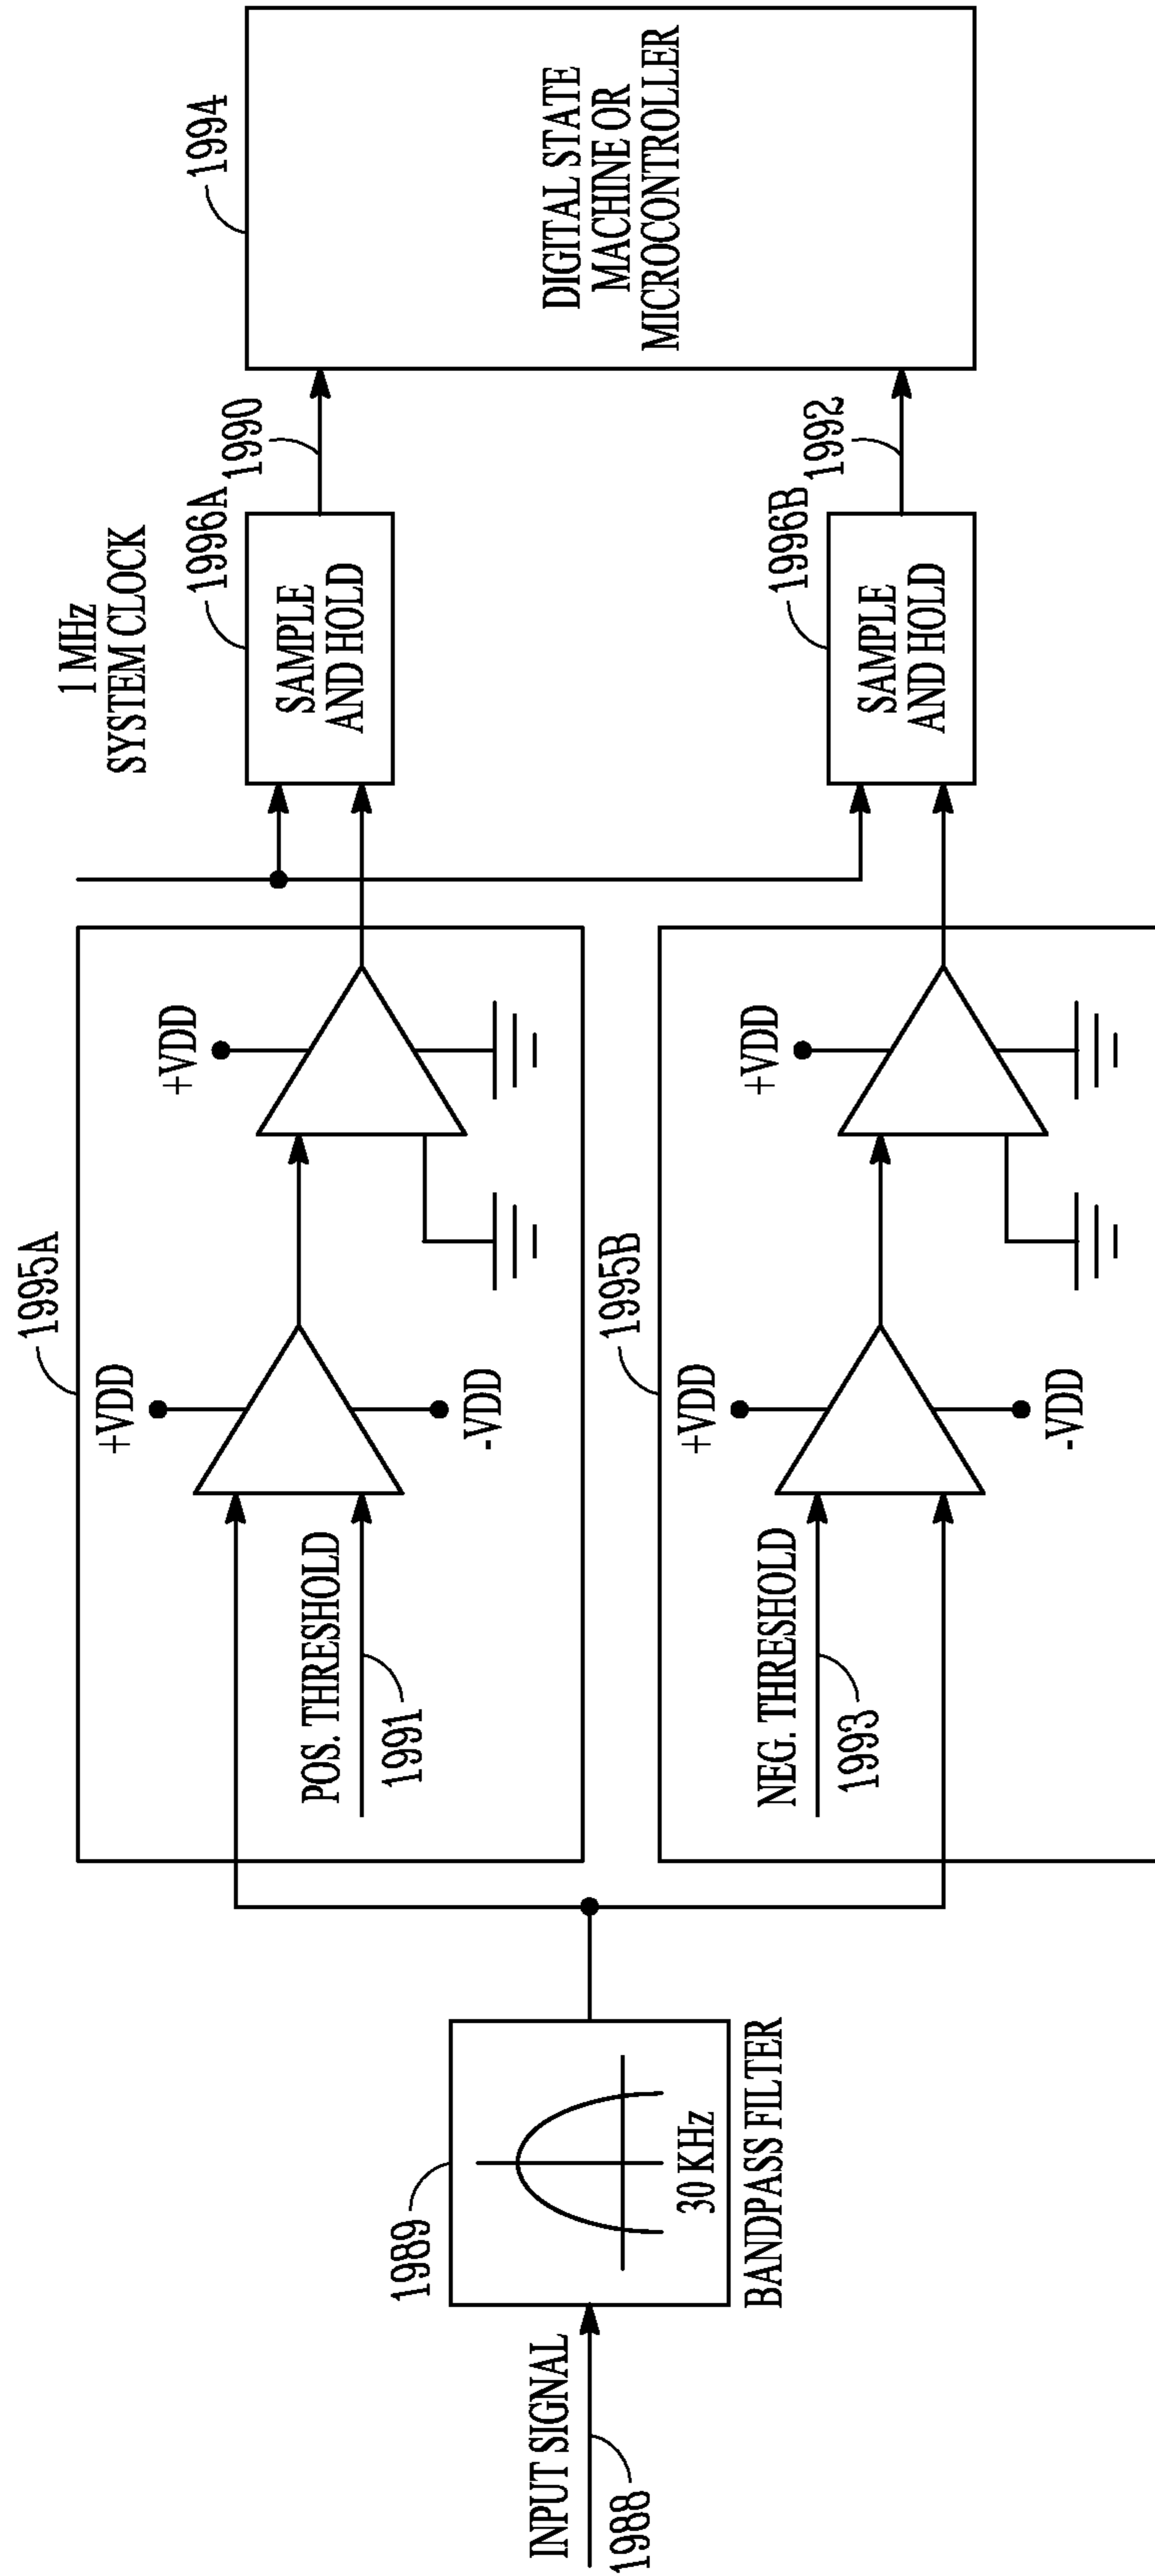 INPUT SIGNAL
1988
1989
30 KHz
BANDPASS FILTER
1995A
+VDD
-VDD
POS. THRESHOLD
1991
+VDD
1995B
+VDD
-VDD
NEG. THRESHOLD
1993
+VDD
1 MHz
SYSTEM CLOCK
1996A
SAMPLE
AND HOLD
1990
1996B
SAMPLE
AND HOLD
1992
1994
DIGITAL STATE
MACHINE OR
MICROCONTROLLER